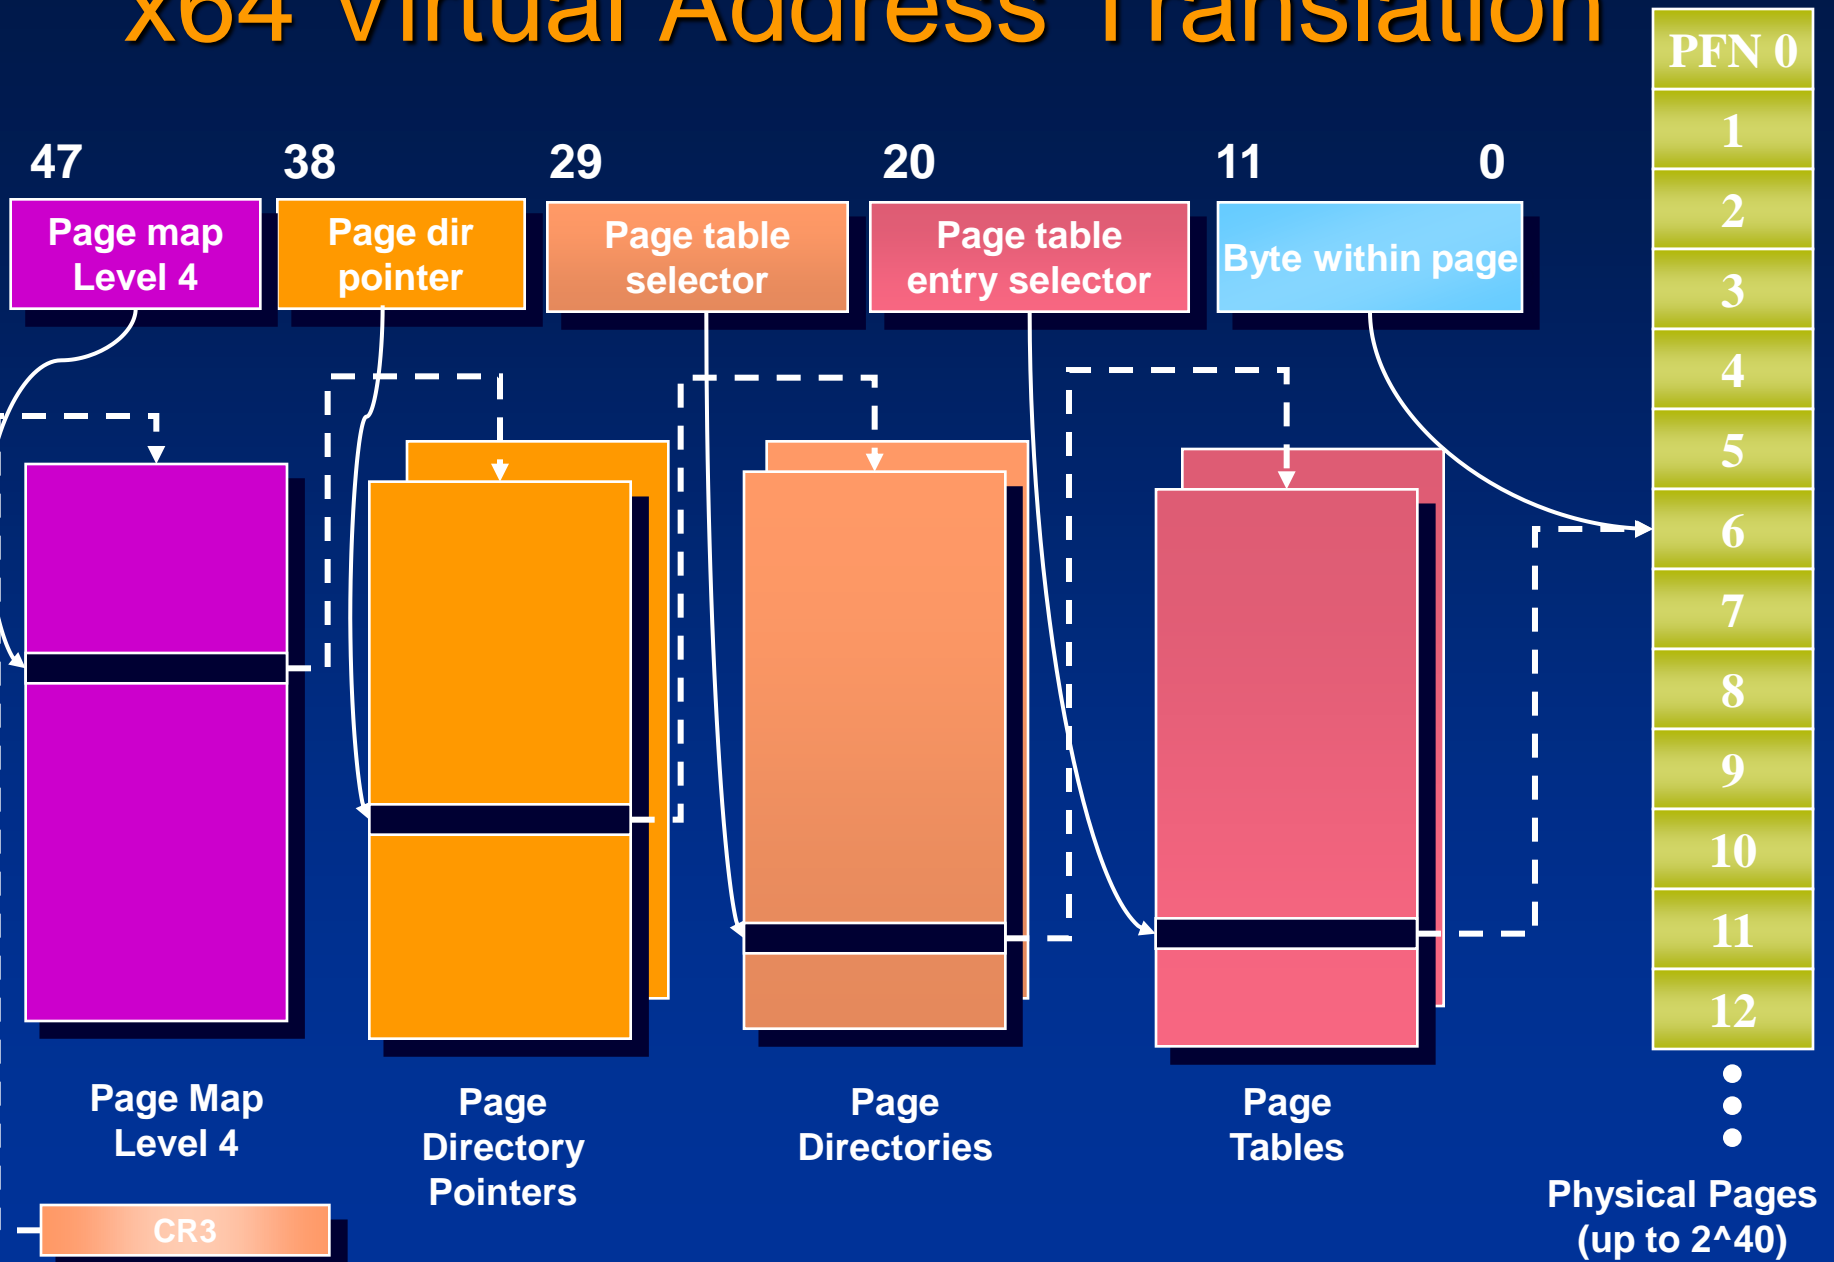 x64 Virtual Address Translation
47 38 29 20 11 0
Page map
Level 4
Page dir
pointer
Page table
selector
Page table
entry selector
Byte within page
PFN 0
1
2
3
4
5
6
7
8
9
10
11
12
Page Map
Level 4
Page
Directory
Pointers
Page
Directories
Page
Tables
Physical Pages
(up to 2^40)
CR3